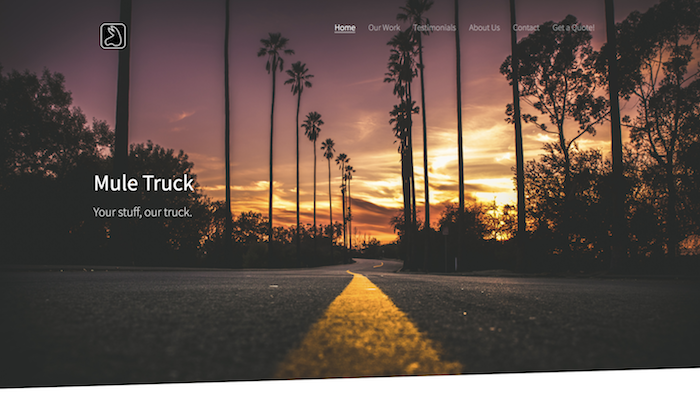 Home Our Work Testimonials About Us Contact Get a Quote!
Mule Truck
Your stuff, our truck.